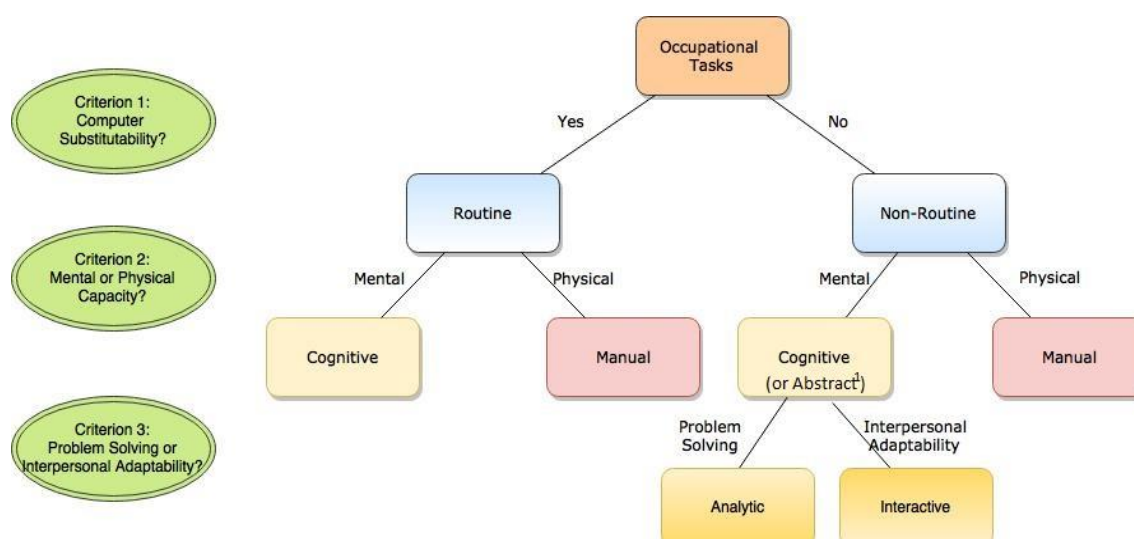 Occupational
Tasks
Criterion 1:
Computer
Substitutability?
Yes
No
Routine
Non-Routine
Criterion 2:
Mental or Physical
Capacity?
Mental
Physical
Mental
Physical
Cognitive
Manual
Cognitive
(or Abstract¹)
Manual
Criterion 3:
Problem Solving or
Interpersonal Adaptability?
Problem
Solving
Interpersonal
Adaptability
Analytic
Interactive